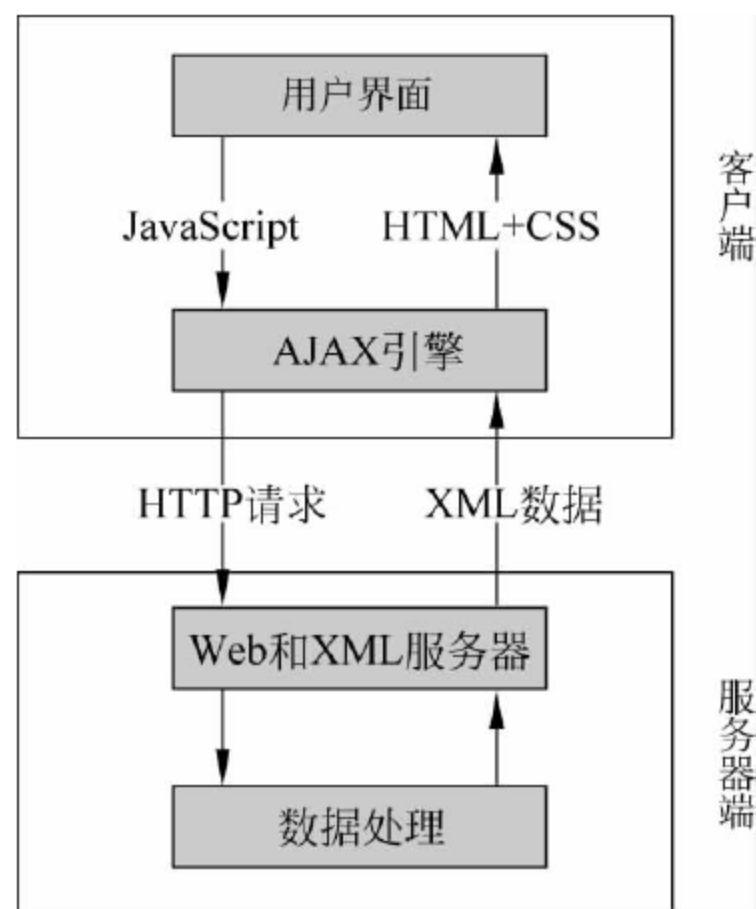 用户界面
客户端
JavaScript
HTML+CSS
AJAX引擎
HTTP请求
XML数据
Web和XML服务器
服务器端
数据处理